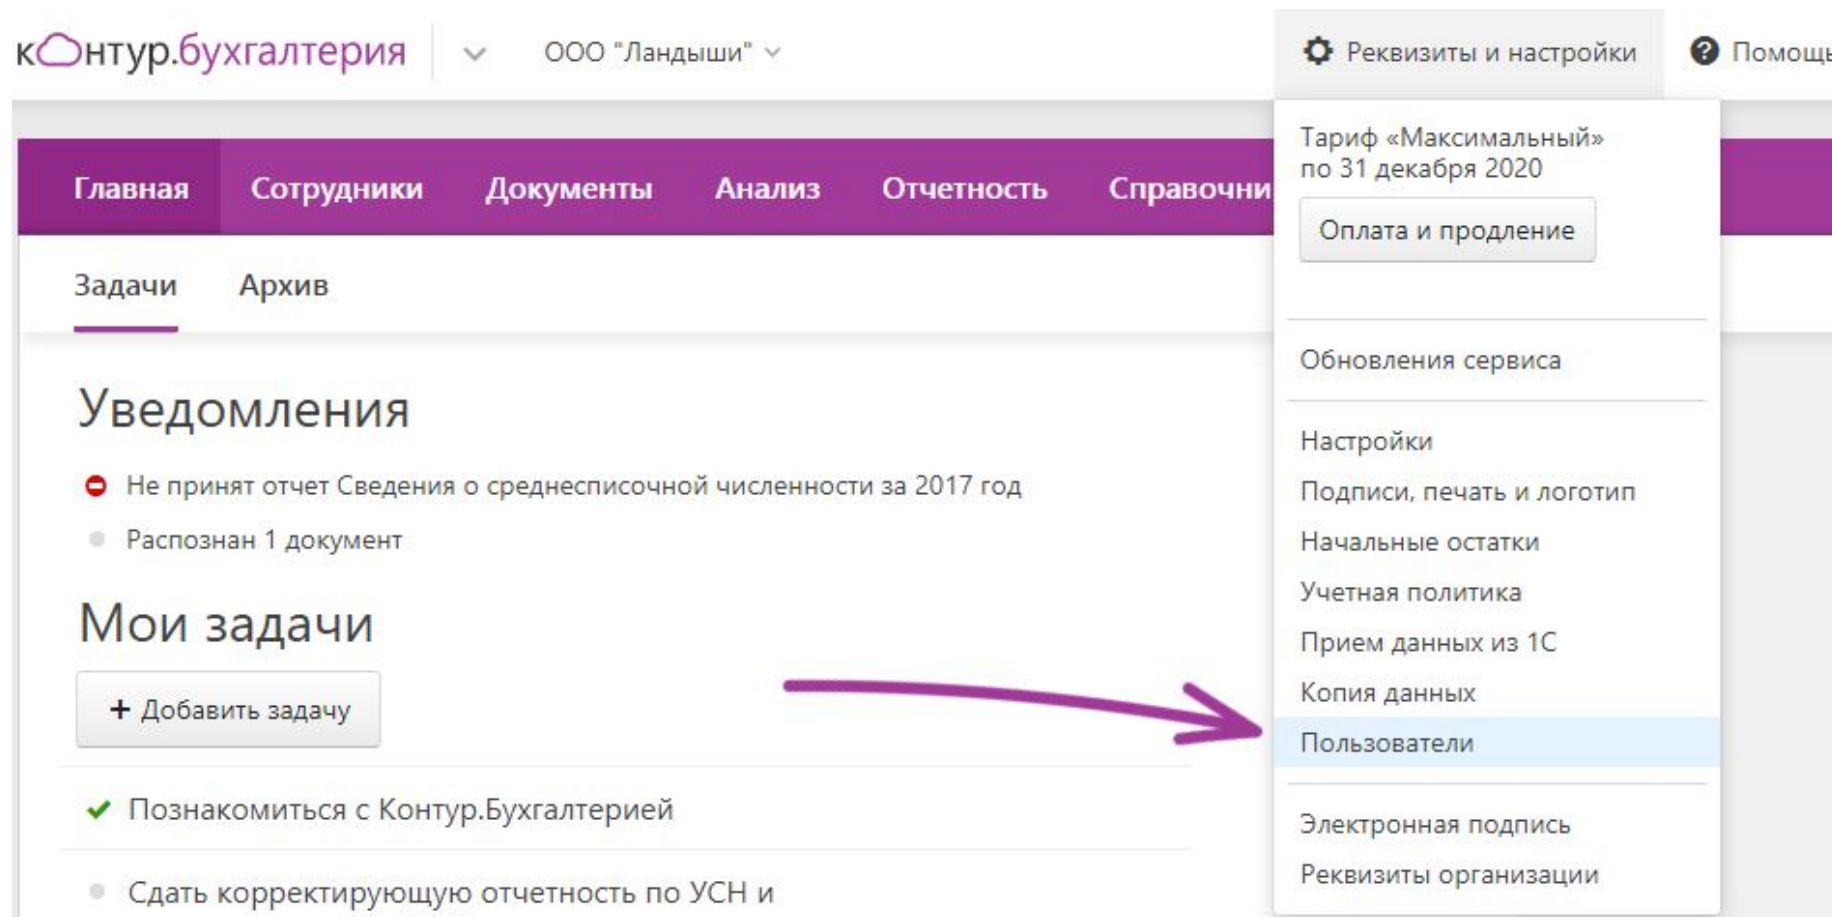 контур.бухгалтерия
ООО "Ландыши"
Реквизиты и настройки
Помощь
Главная Сотрудники Документы Анализ Отчетность Справочни
Задачи Архив
Уведомления
Не принят отчет Сведения о среднесписочной численности за 2017 год
Распознан 1 документ
Мои задачи
+ Добавить задачу
Познакомиться с Контур.Бухгалтерией
Сдать корректирующую отчетность по УСН и
Тариф «Максимальный»
по 31 декабря 2020
Оплата и продление
Обновления сервиса
Настройки
Подписи, печать и логотип
Начальные остатки
Учетная политика
Прием данных из 1С
Копия данных
Пользователи
Электронная подпись
Реквизиты организации